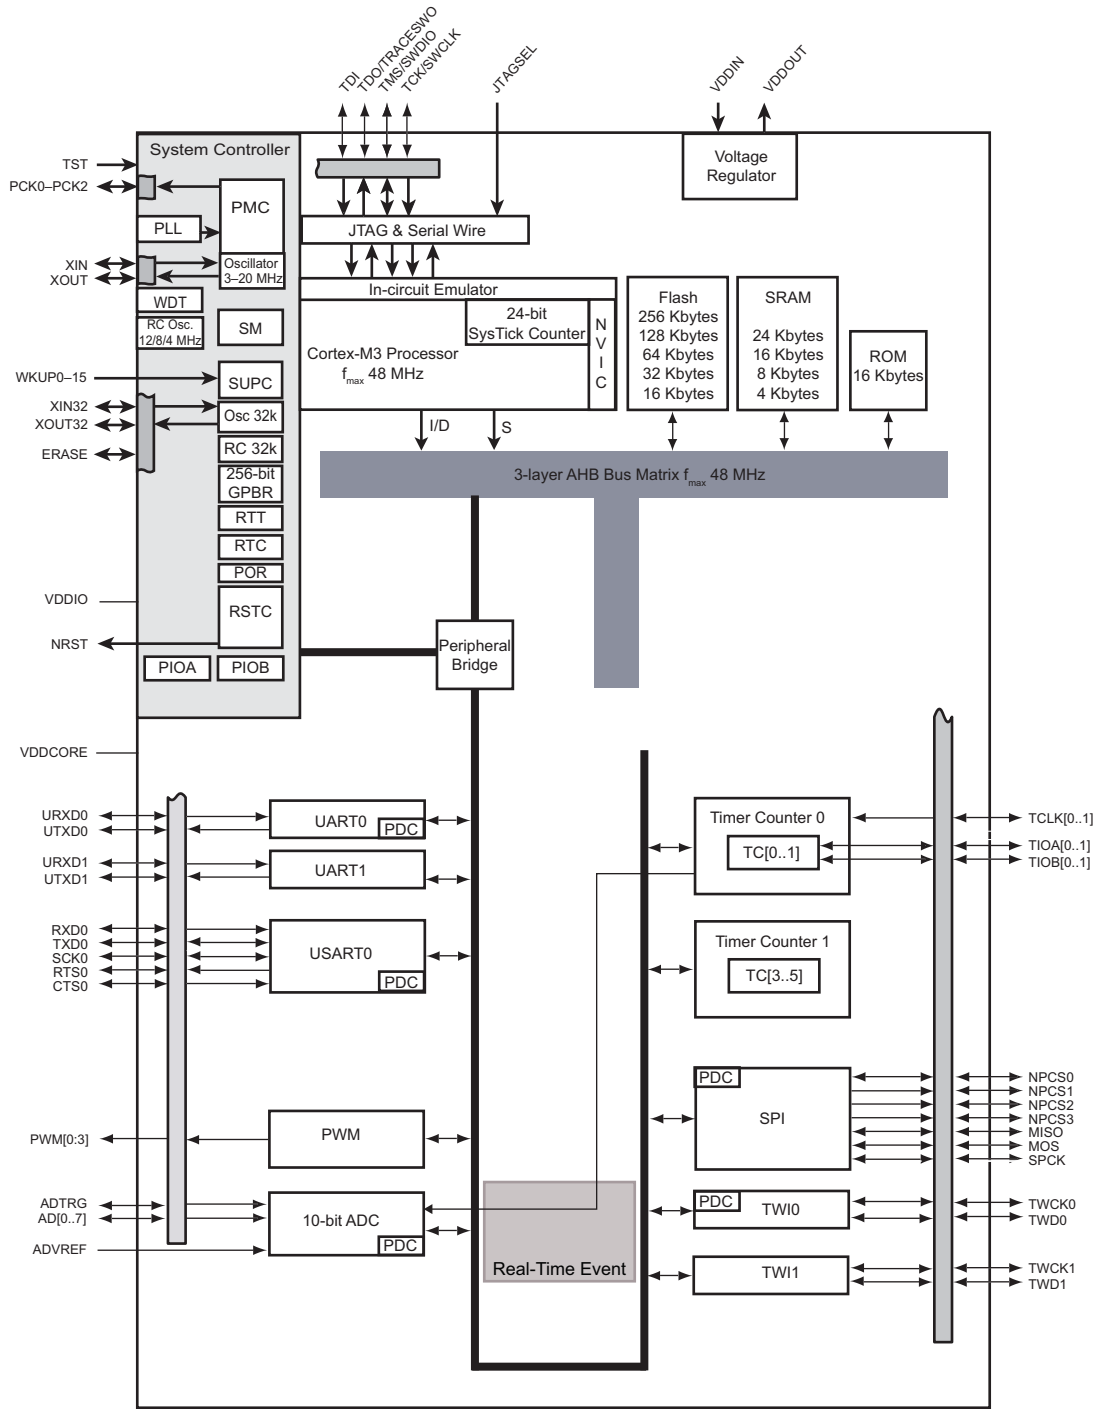 TDI
TDO/TRACESWO
TMS/SWDIO
TCK/SWCLK
JTAGSEL
VDDIN
VDDOUT
System Controller
TST
PCK0–PCK2
PMC
PLL
XIN
XOUT
Oscillator
3–20 MHz
WDT
RC Osc.
12/8/4 MHz
SM
WKUP0–15
SUPC
XIN32
XOUT32
Osc 32k
ERASE
RC 32k
256-bit
GPBR
RTT
RTC
POR
VDDIO
RSTC
NRST
PIOA
PIOB
Voltage
Regulator
JTAG & Serial Wire
In-circuit Emulator
24-bit
SysTick Counter
N
V
I
C
Cortex-M3 Processor
fmax 48 MHz
Flash
256 Kbytes
128 Kbytes
64 Kbytes
32 Kbytes
16 Kbytes
SRAM
24 Kbytes
16 Kbytes
8 Kbytes
4 Kbytes
ROM
16 Kbytes
I/D
S
3-layer AHB Bus Matrix fmax 48 MHz
Peripheral
Bridge
VDDCORE
URXD0
UTXD0
UART0
PDC
URXD1
UTXD1
UART1
RXD0
TXD0
SCK0
RTS0
CTS0
USART0
PDC
PWM[0:3]
PWM
ADTRG
AD[0..7]
ADVREF
10-bit ADC
PDC
Real-Time Event
Timer Counter 0
TC[0..1]
TCLK[0..1]
TIOA[0..1]
TIOB[0..1]
Timer Counter 1
TC[3..5]
PDC
SPI
NPCS0
NPCS1
NPCS2
NPCS3
MISO
MOS
SPCK
PDC
TWI0
TWCK0
TWD0
TWI1
TWCK1
TWD1